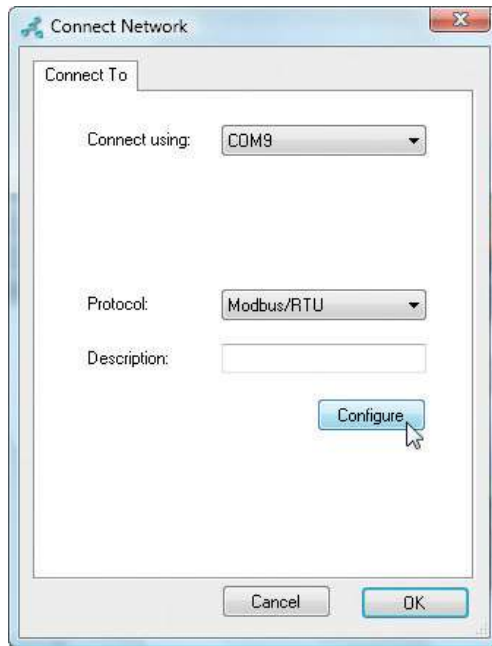 Connect Network
Connect To
Connect using: COM9
Protocol: Modbus/RTU
Description:
Configure
Cancel OK